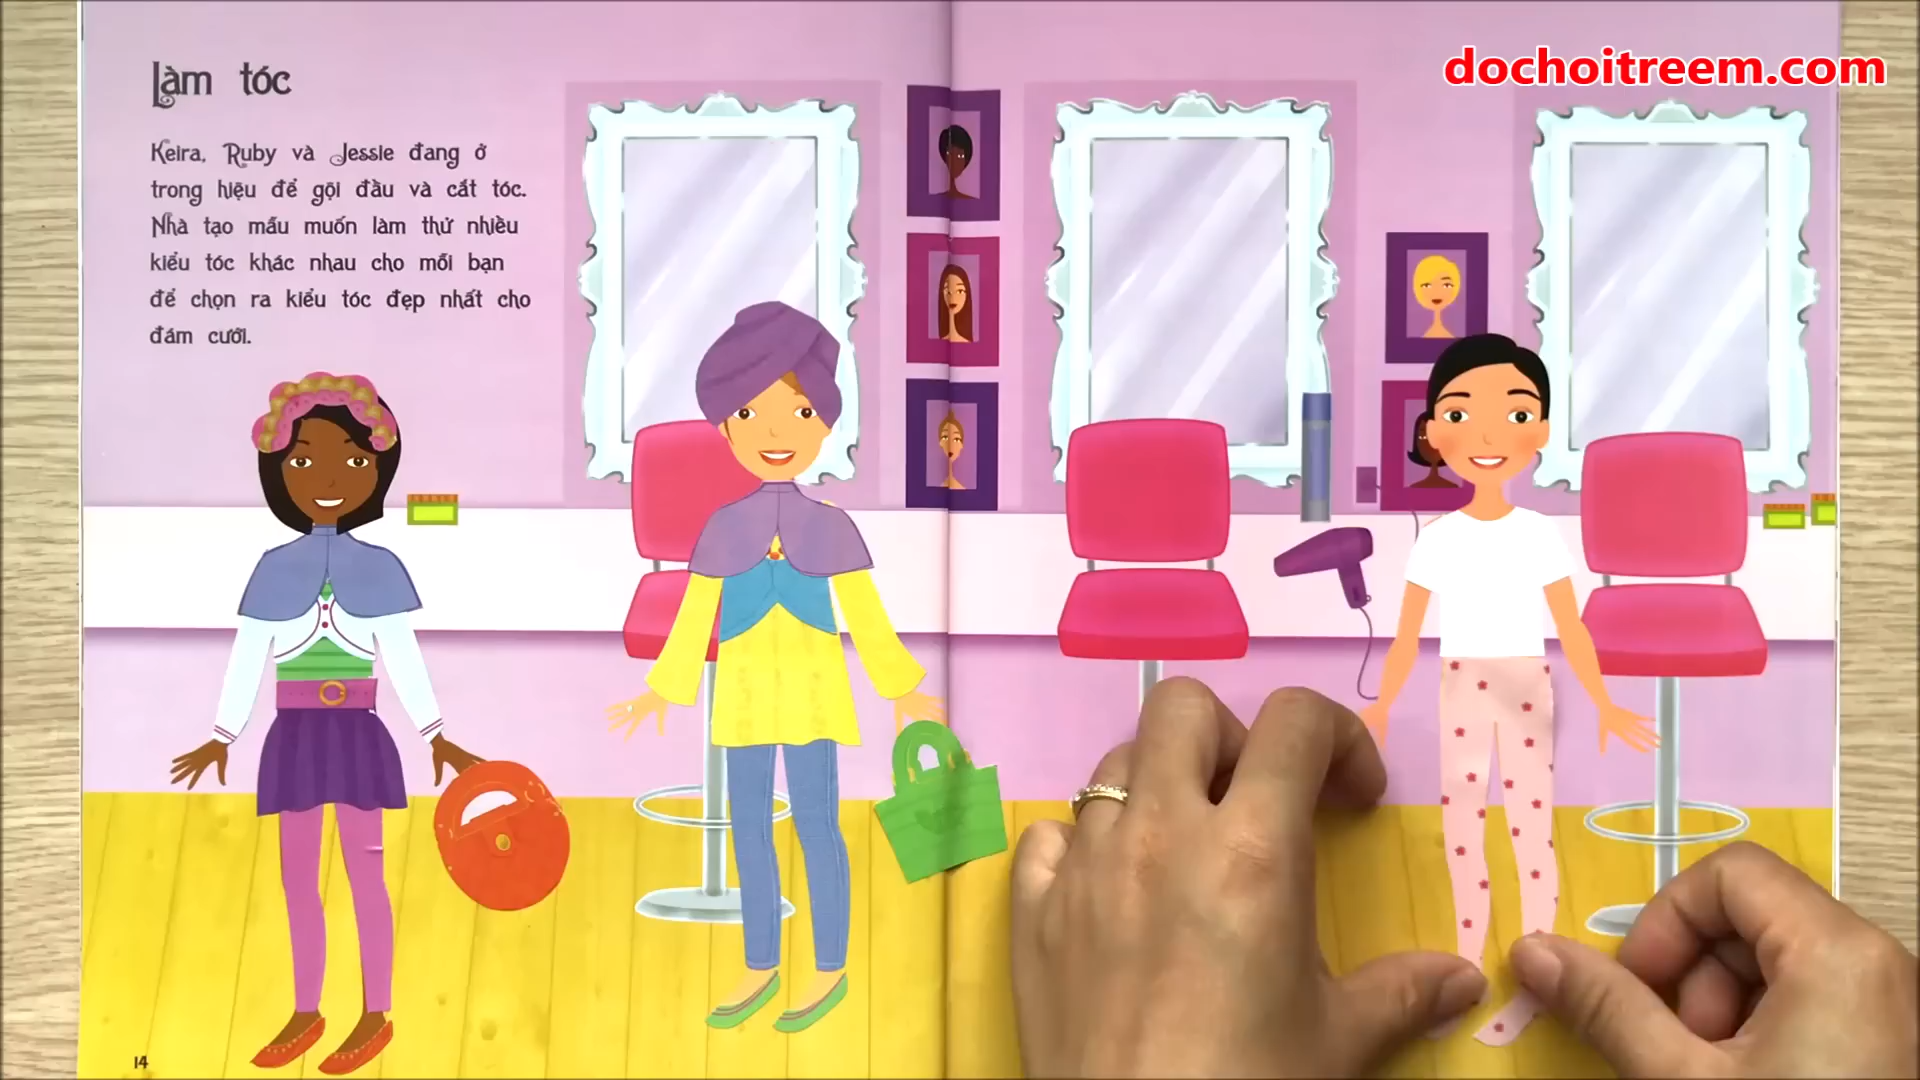 Làm tóc
dochoitreem.com
Keira, Ruby và Jessie đang ở
trong hiệu để gội đầu và cắt tóc.
Nhà tạo mẫu muốn làm thử nhiều
kiểu tóc khác nhau cho mỗi bạn
để chọn ra kiểu tóc đẹp nhất cho
đám cưới.
14